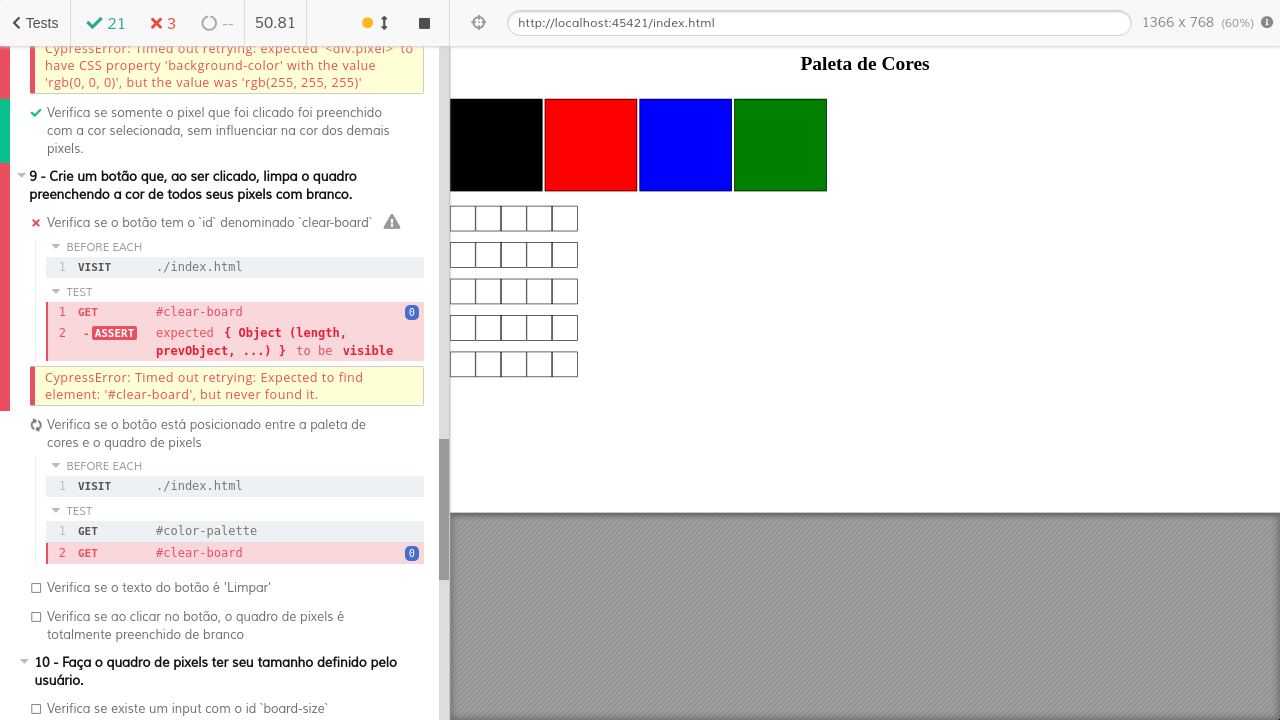 Tests
21
3
--
50.81
http://localhost:45421/index.html
1366 x 768 (60%)
CypressError: Timed out retrying: expected '<div.pixel>' to
have CSS property 'background-color' with the value
'rgb(0, 0, 0)', but the value was 'rgb(255, 255, 255)'
Verifica se somente o pixel que foi clicado foi preenchido
com a cor selecionada, sem influenciar na cor dos demais
pixels.
9 - Crie um botão que, ao ser clicado, limpa o quadro
preenchendo a cor de todos seus pixels com branco.
Verifica se o botão tem o `id` denominado `clear-board`
BEFORE EACH
1 VISIT ./index.html
TEST
1 GET #clear-board 0
2 -ASSERT expected { Object (length,
prevObject, ...) } to be visible
CypressError: Timed out retrying: Expected to find
element: '#clear-board', but never found it.
Verifica se o botão está posicionado entre a paleta de
cores e o quadro de pixels
BEFORE EACH
1 VISIT ./index.html
TEST
1 GET #color-palette
2 GET #clear-board 0
Verifica se o texto do botão é 'Limpar'
Verifica se ao clicar no botão, o quadro de pixels é
totalmente preenchido de branco
10 - Faça o quadro de pixels ter seu tamanho definido pelo
usuário.
Verifica se existe um input com o id `board-size`
Paleta de Cores